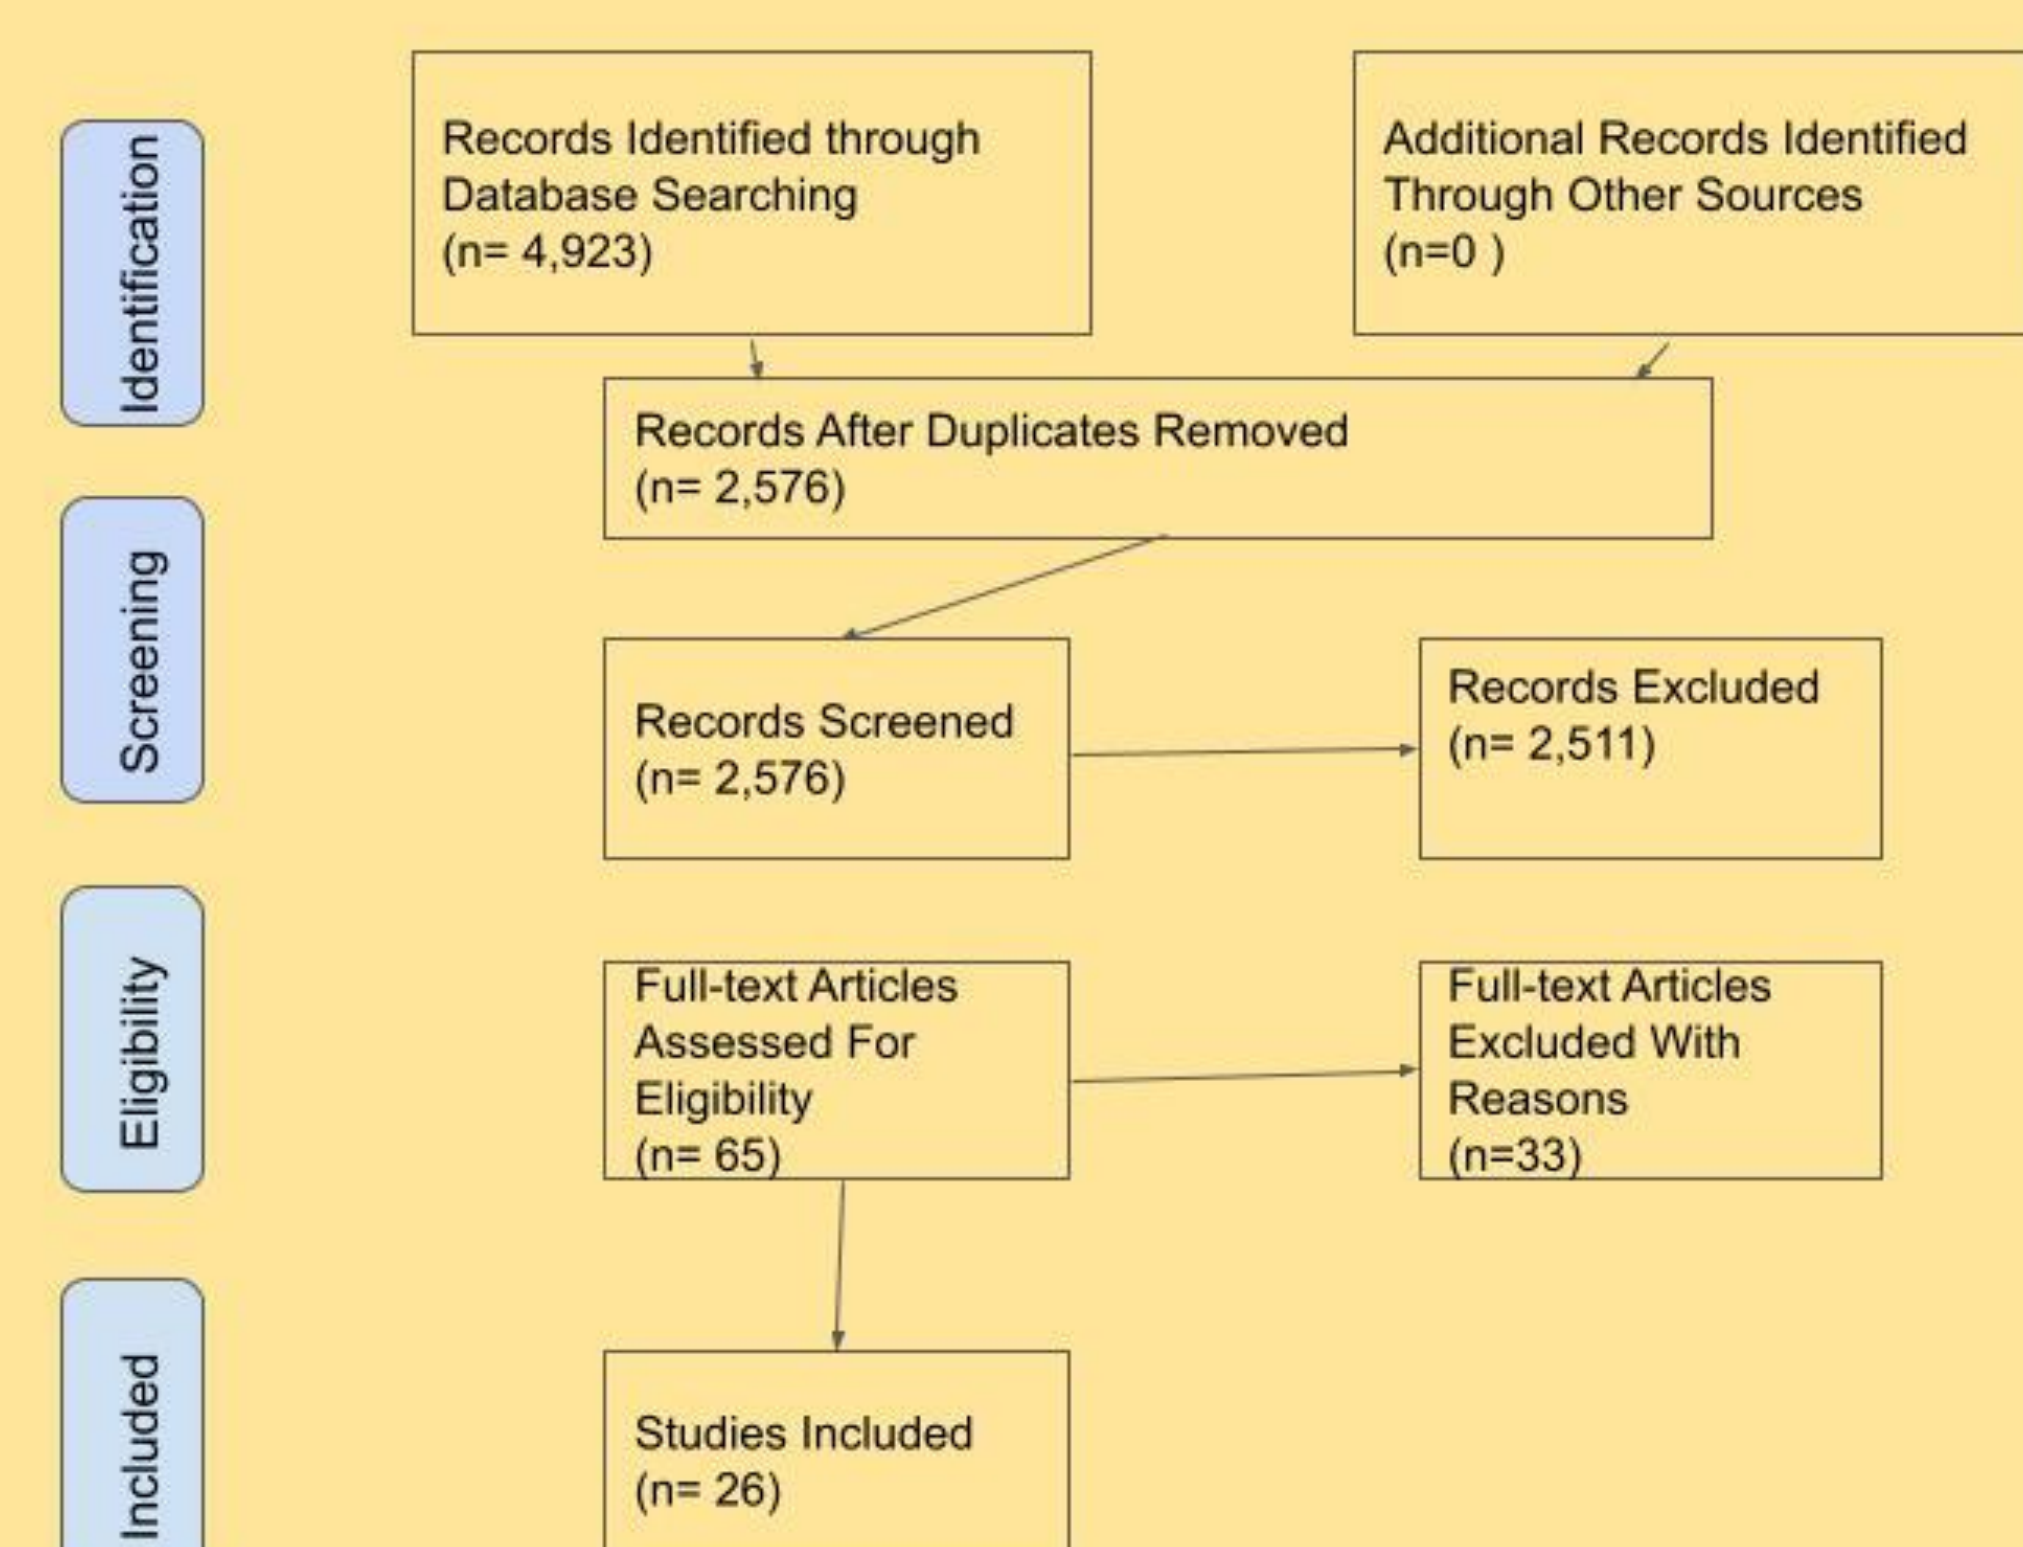 Identification
Records Identified through
Database Searching
(n= 4,923)
Additional Records Identified
Through Other Sources
(n=0 )
Records After Duplicates Removed
(n= 2,576)
Screening
Records Screened
(n= 2,576)
Records Excluded
(n= 2,511)
Eligibility
Full-text Articles
Assessed For
Eligibility
(n= 65)
Full-text Articles
Excluded With
Reasons
(n=33)
Included
Studies Included
(n= 26)